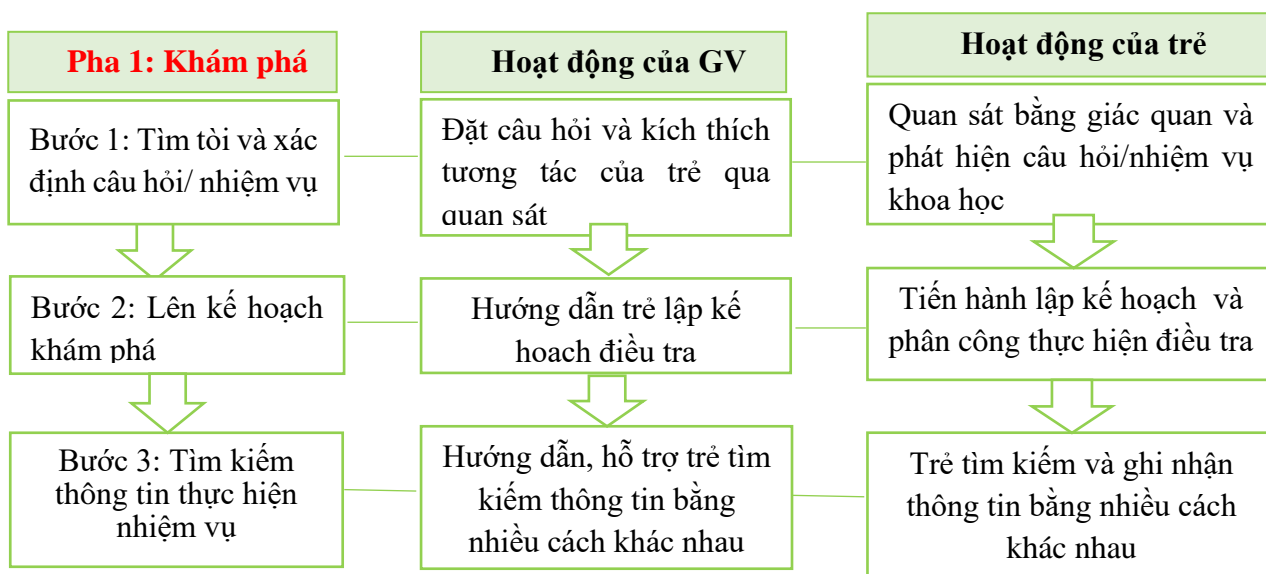 Pha 1: Khám phá
Hoạt động của GV
Hoạt động của trẻ
Bước 1: Tìm tòi và xác
định câu hỏi/ nhiệm vụ
Đặt câu hỏi và kích thích
tương tác của trẻ qua
quan sát
Quan sát bằng giác quan và
phát hiện câu hỏi/nhiệm vụ
khoa học
Bước 2: Lên kế hoạch
khám phá
Hướng dẫn trẻ lập kế
hoạch điều tra
Tiến hành lập kế hoạch và
phân công thực hiện điều tra
Bước 3: Tìm kiếm
thông tin thực hiện
nhiệm vụ
Hướng dẫn, hỗ trợ trẻ tìm
kiếm thông tin bằng
nhiều cách khác nhau
Trẻ tìm kiếm và ghi nhận
thông tin bằng nhiều cách
khác nhau